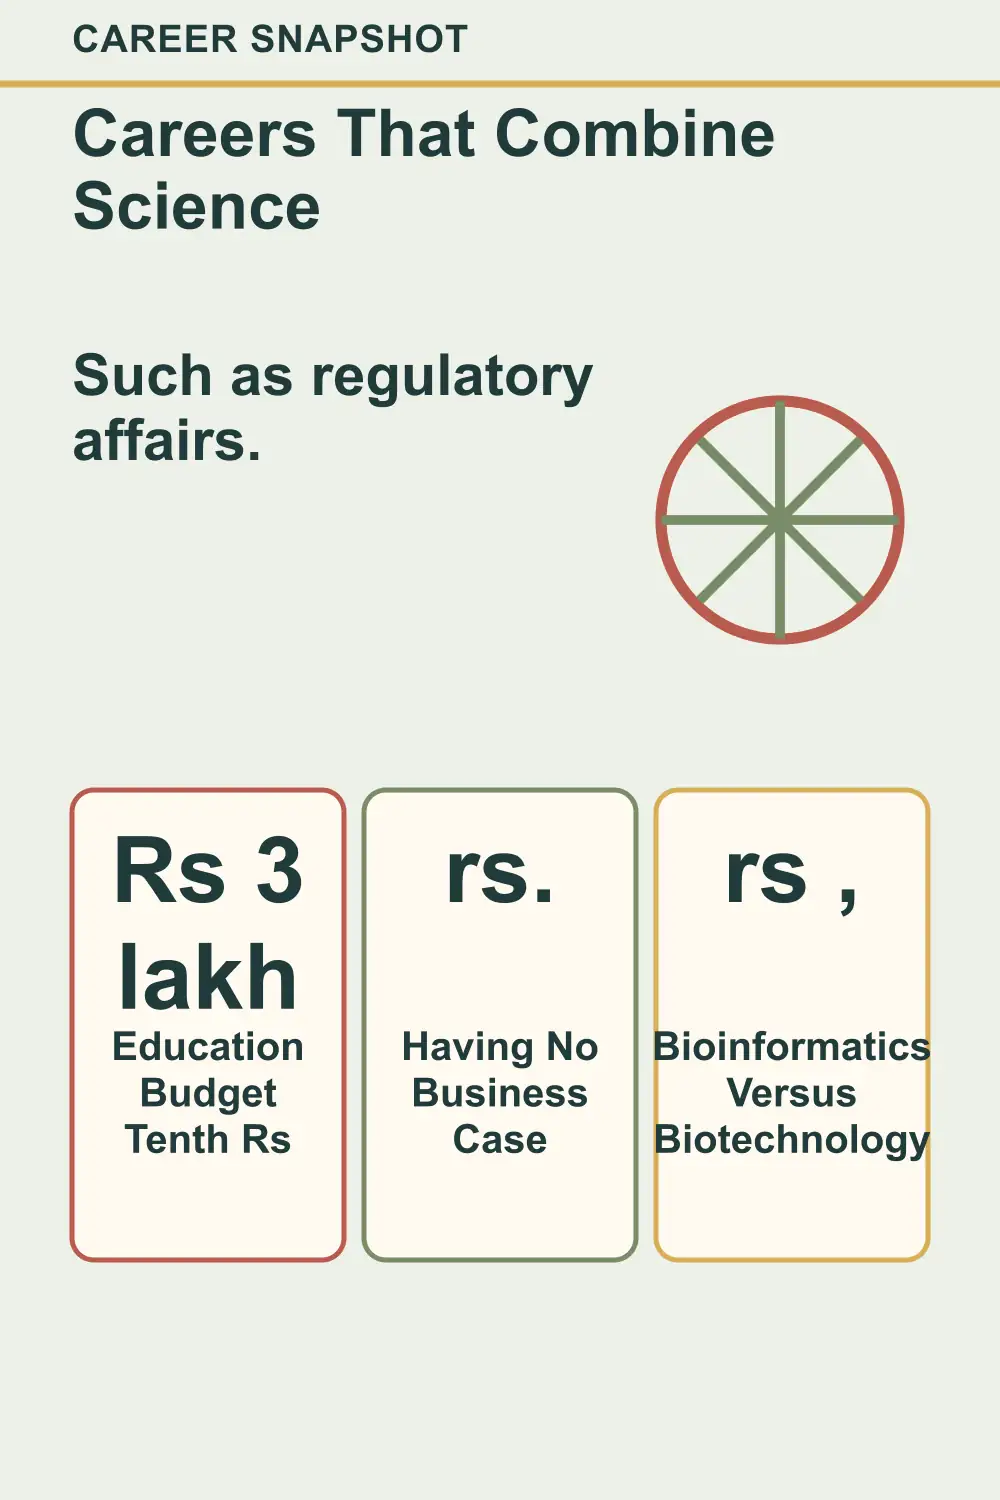 CAREER SNAPSHOT
Careers That Combine
Science
Such as regulatory
affairs.
Rs 3
lakh
Education
Budget
Tenth Rs
rs.
Having No
Business
Case
rs ,
Bioinformatics
Versus
Biotechnology